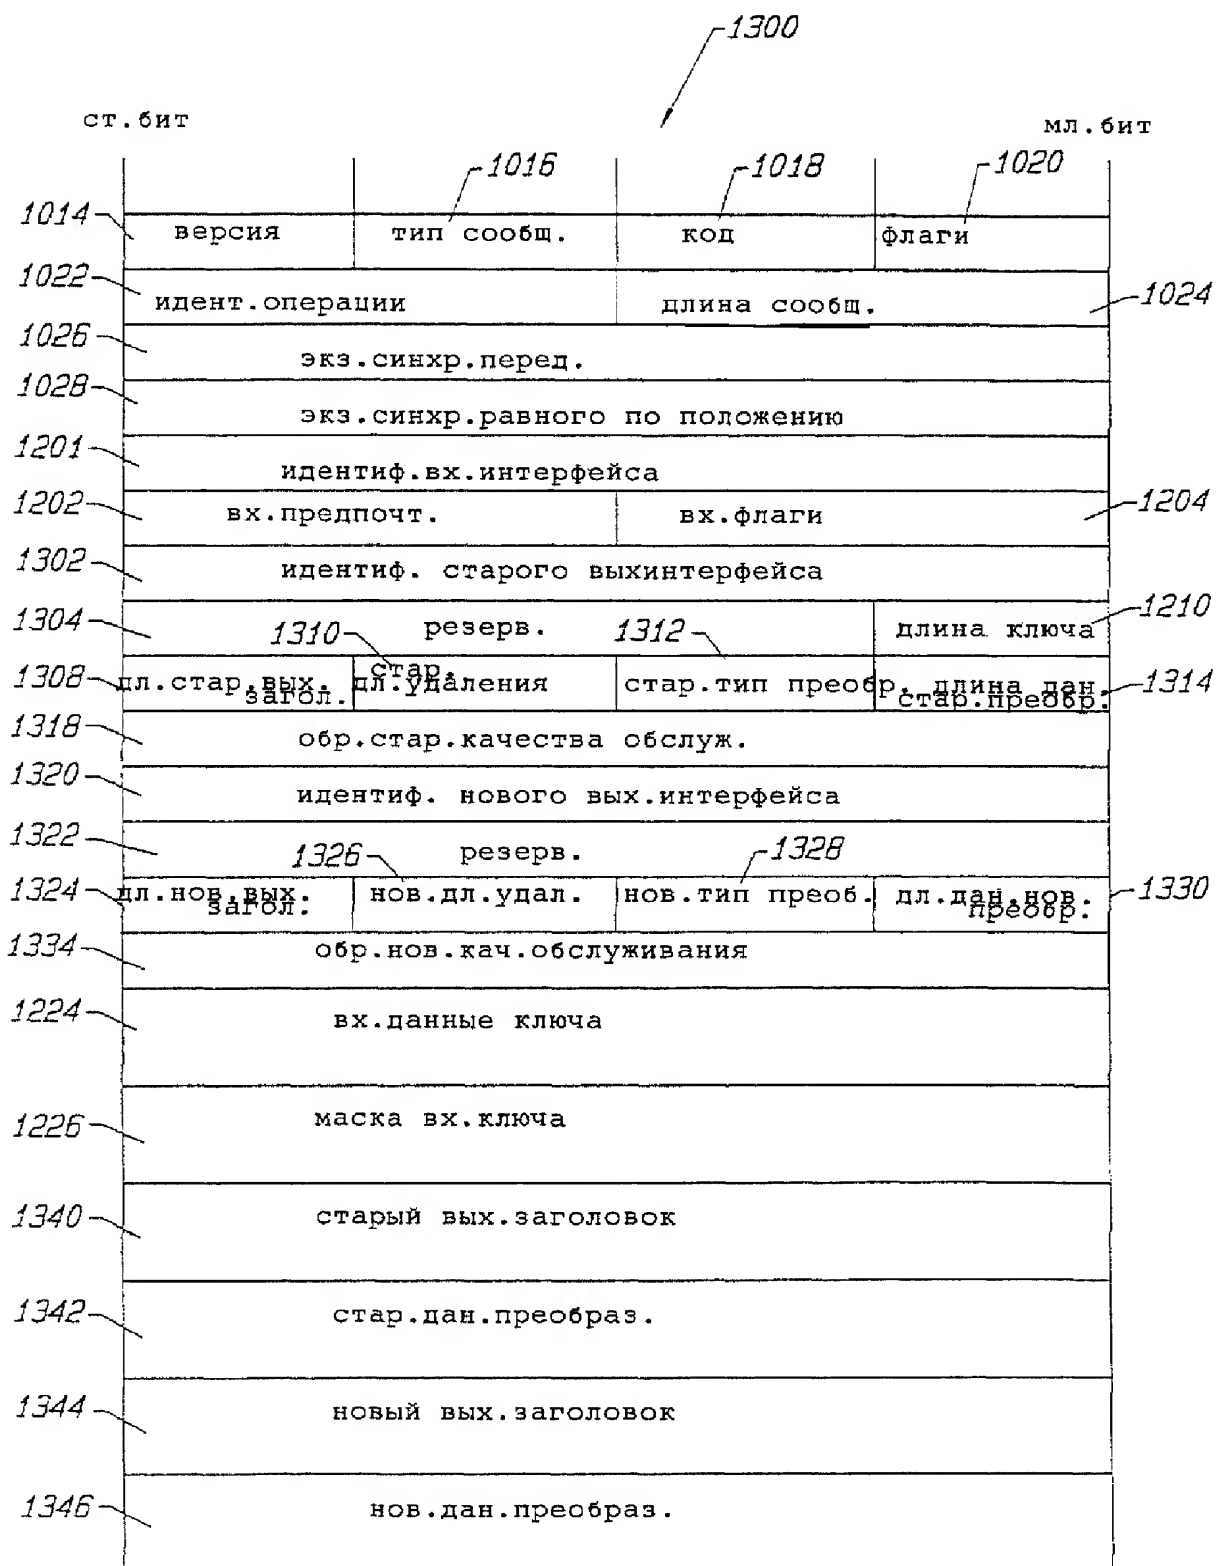 1300
ст.бит
мл.бит
1016 1018 1020
1014 версия тип сообщ. код флаги
1022 идент.операции длина сообщ. 1024
1026 экз.синхр.перед.
1028 экз.синхр.равного по положению
1201 идентиф.вх.интерфейса
1202 вх.предпочт. вх.флаги 1204
1302 идентиф. старого выхинтерфейса
1304 резерв. длина ключа 1210
1310 1312
1308 дл.стар.вых. загол. стар. дл.удаления стар.тип преобр. длина дан. стар.преобр. 1314
1318 обр.стар.качества обслуж.
1320 идентиф. нового вых.интерфейса
1322 резерв.
1326 1328
1324 дл.нов.вых. загол. нов.дл.удал. нов.тип преоб. дл.дан.нов. преобр. 1330
1334 обр.нов.кач.обслуживания
1224 вх.данные ключа
1226 маска вх.ключа
1340 старый вых.заголовок
1342 стар.дан.преобраз.
1344 новый вых.заголовок
1346 нов.дан.преобраз.